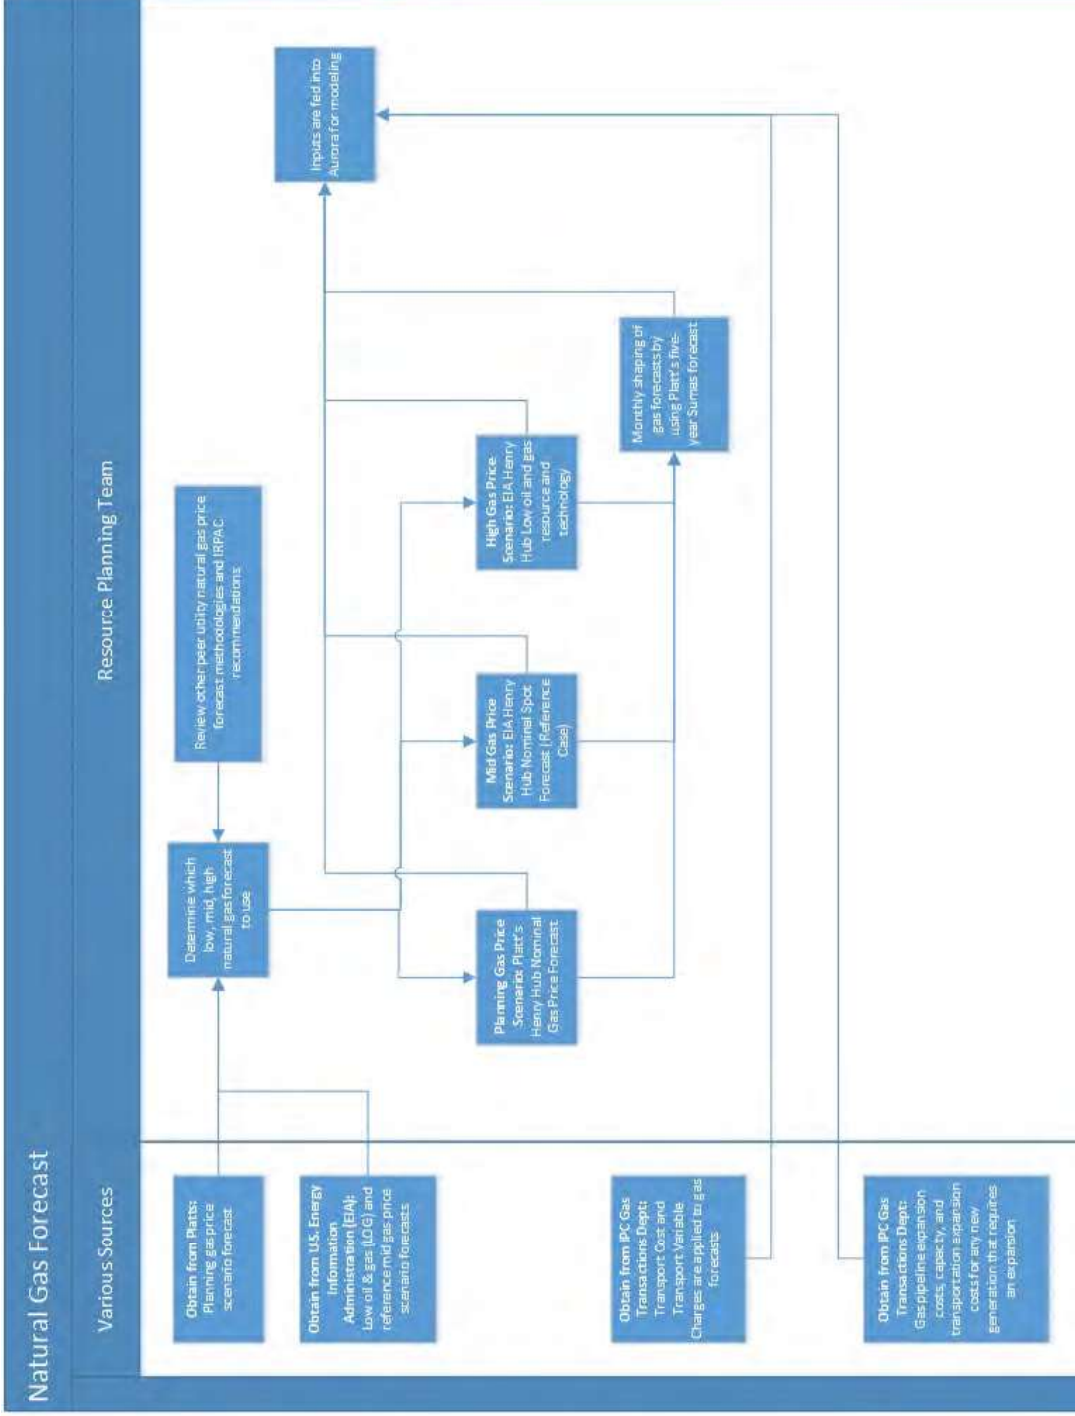 Natural Gas Forecast
Various Sources
Resource Planning Team
Obtain from Platts:
Planning gas price
scenario forecast
Obtain from U.S. Energy
Information
Administration (EIA):
Low oil & gas (LOG) and
reference mid gas price
scenario forecasts
Obtain from IPC Gas
Transactions Dept:
Transport Cost and
Transport Variable
Charges are applied to gas
forecasts
Obtain from IPC Gas
Transactions Dept:
Gas pipeline expansion
costs, capacity, and
transportation expansion
costs for any new
generation that requires
an expansion
Determine which
low, mid, high
natural gas forecast
to use
Review other peer utility natural gas price
forecast methodologies and IRPAC
recommendations
Planning Gas Price
Scenario: Platt's
Henry Hub Nominal
Gas Price Forecast
Mid Gas Price
Scenario: EIA Henry
Hub Nominal Spot
Forecast (Reference
Case)
High Gas Price
Scenario: EIA Henry
Hub Low oil and gas
resource and
technology
Monthly shaping of
gas forecasts by
using Platt's five-
year Sumas forecast
Inputs are fed into
Aurora for modeling